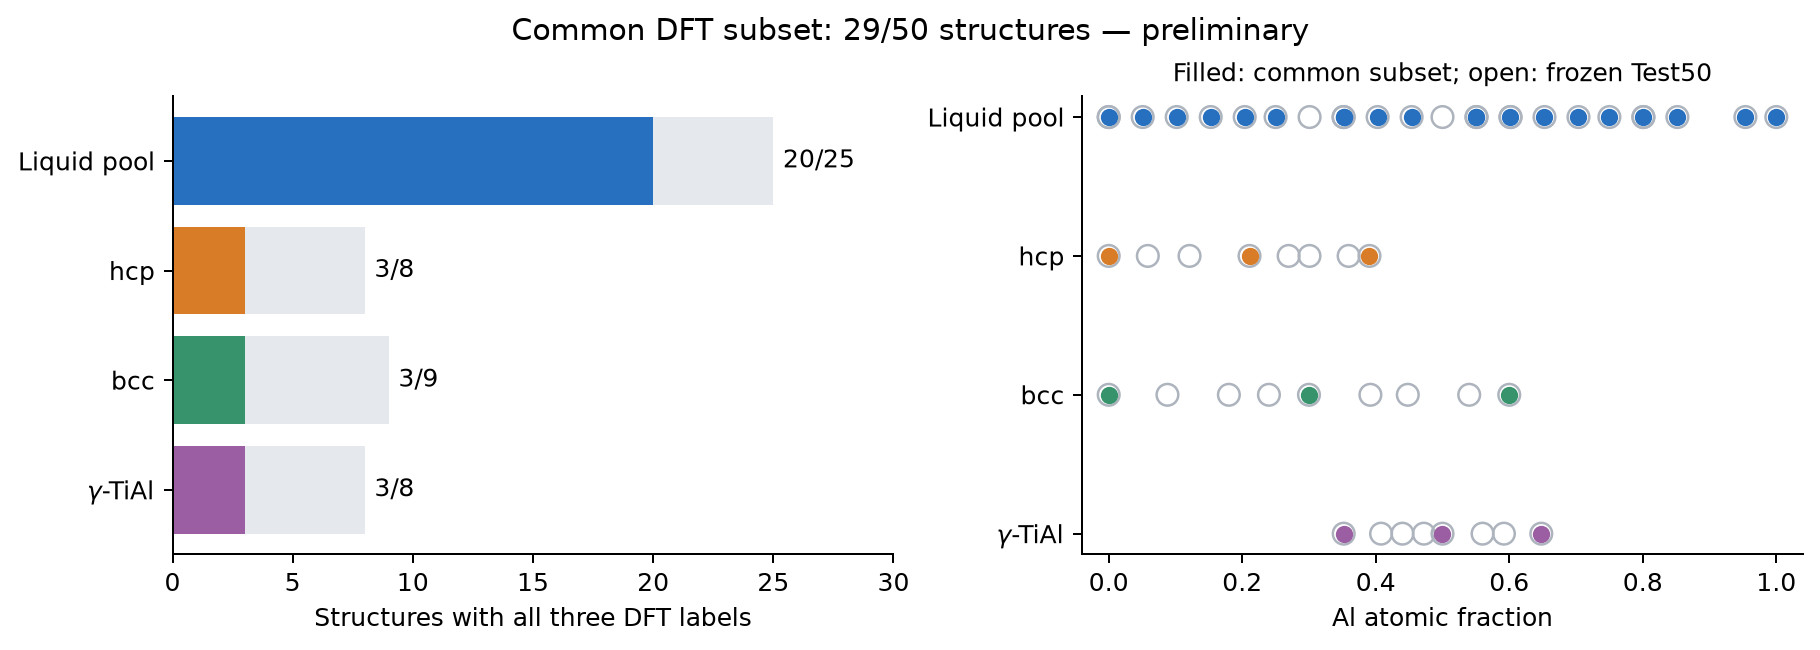 Common DFT subset: 29/50 structures — preliminary
Liquid pool
hcp
bcc
γ-TiAl
20/25
3/8
3/9
3/8
0 5 10 15 20 25 30
Structures with all three DFT labels
Filled: common subset; open: frozen Test50
Liquid pool
hcp
bcc
γ-TiAl
0.0 0.2 0.4 0.6 0.8 1.0
Al atomic fraction